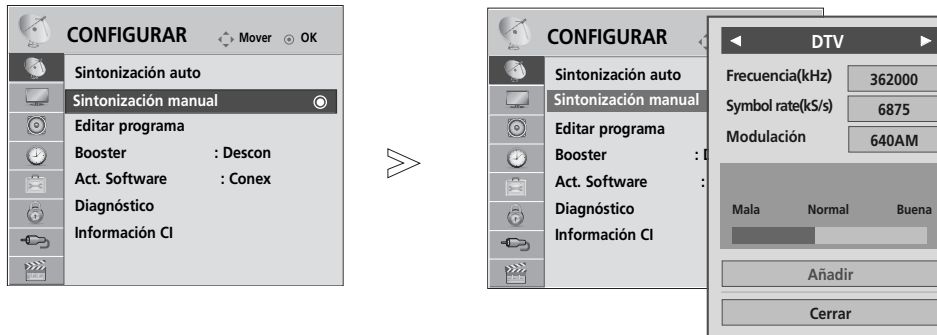 CONFIGURAR Mover OK
Sintonización auto
Sintonización manual
Editar programa
Booster : Descon
Act. Software : Conex
Diagnóstico
Información CI
CONFIGURAR
Sintonización auto
Sintonización manual
Editar programa
Booster :
Act. Software :
Diagnóstico
Información CI
DTV
Frecuencia(kHz) 362000
Symbol rate(kS/s) 6875
Modulación 640AM
Mala Normal Buena
Añadir
Cerrar